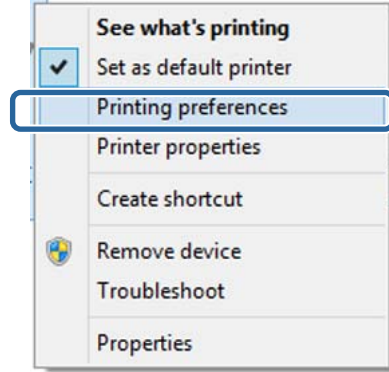 See what's printing
Set as default printer
Printing preferences
Printer properties
Create shortcut
Remove device
Troubleshoot
Properties